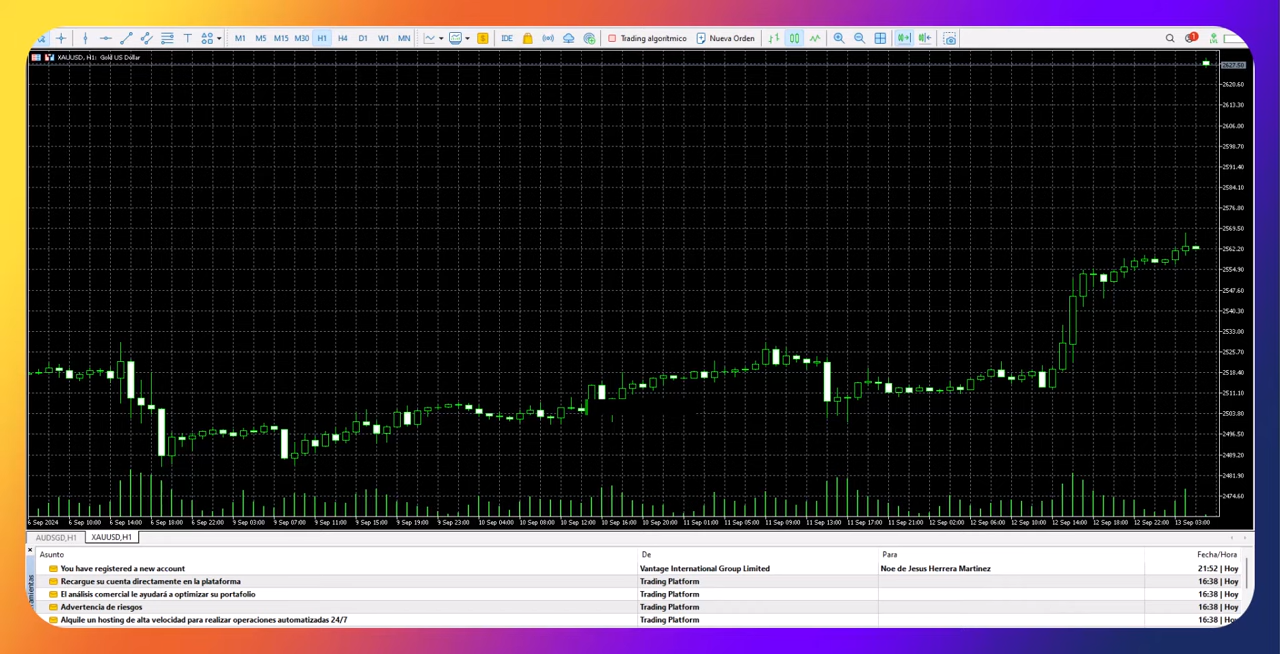 M1 M5 M15 M30 H1 H4 D1 W1 MN $ IDE Trading algorítmico Nueva Orden 1
XAUUSD, H1: Gold US Dollar
2627.50
2620.60
2613.30
2606.00
2598.70
2591.40
2584.10
2576.80
2569.50
2562.20
2554.90
2547.60
2540.30
2533.00
2525.70
2518.40
2511.10
2503.80
2496.50
2489.20
2481.90
2474.60
6 Sep 2024 6 Sep 10:00 6 Sep 14:00 6 Sep 18:00 6 Sep 22:00 9 Sep 03:00 9 Sep 07:00 9 Sep 11:00 9 Sep 15:00 9 Sep 19:00 9 Sep 23:00 10 Sep 04:00 10 Sep 08:00 10 Sep 12:00 10 Sep 16:00 10 Sep 20:00 11 Sep 01:00 11 Sep 05:00 11 Sep 09:00 11 Sep 13:00 11 Sep 17:00 11 Sep 21:00 12 Sep 02:00 12 Sep 06:00 12 Sep 10:00 12 Sep 14:00 12 Sep 18:00 12 Sep 22:00 13 Sep 03:00
AUDSGD,H1 XAUUSD,H1
Asunto De Para Fecha/Hora
You have registered a new account Vantage International Group Limited Noe de Jesus Herrera Martinez 21:52 | Hoy
Recargue su cuenta directamente en la plataforma Trading Platform 16:38 | Hoy
El análisis comercial le ayudará a optimizar su portafolio Trading Platform 16:38 | Hoy
Advertencia de riesgos Trading Platform 16:38 | Hoy
Alquile un hosting de alta velocidad para realizar operaciones automatizadas 24/7 Trading Platform 16:38 | Hoy